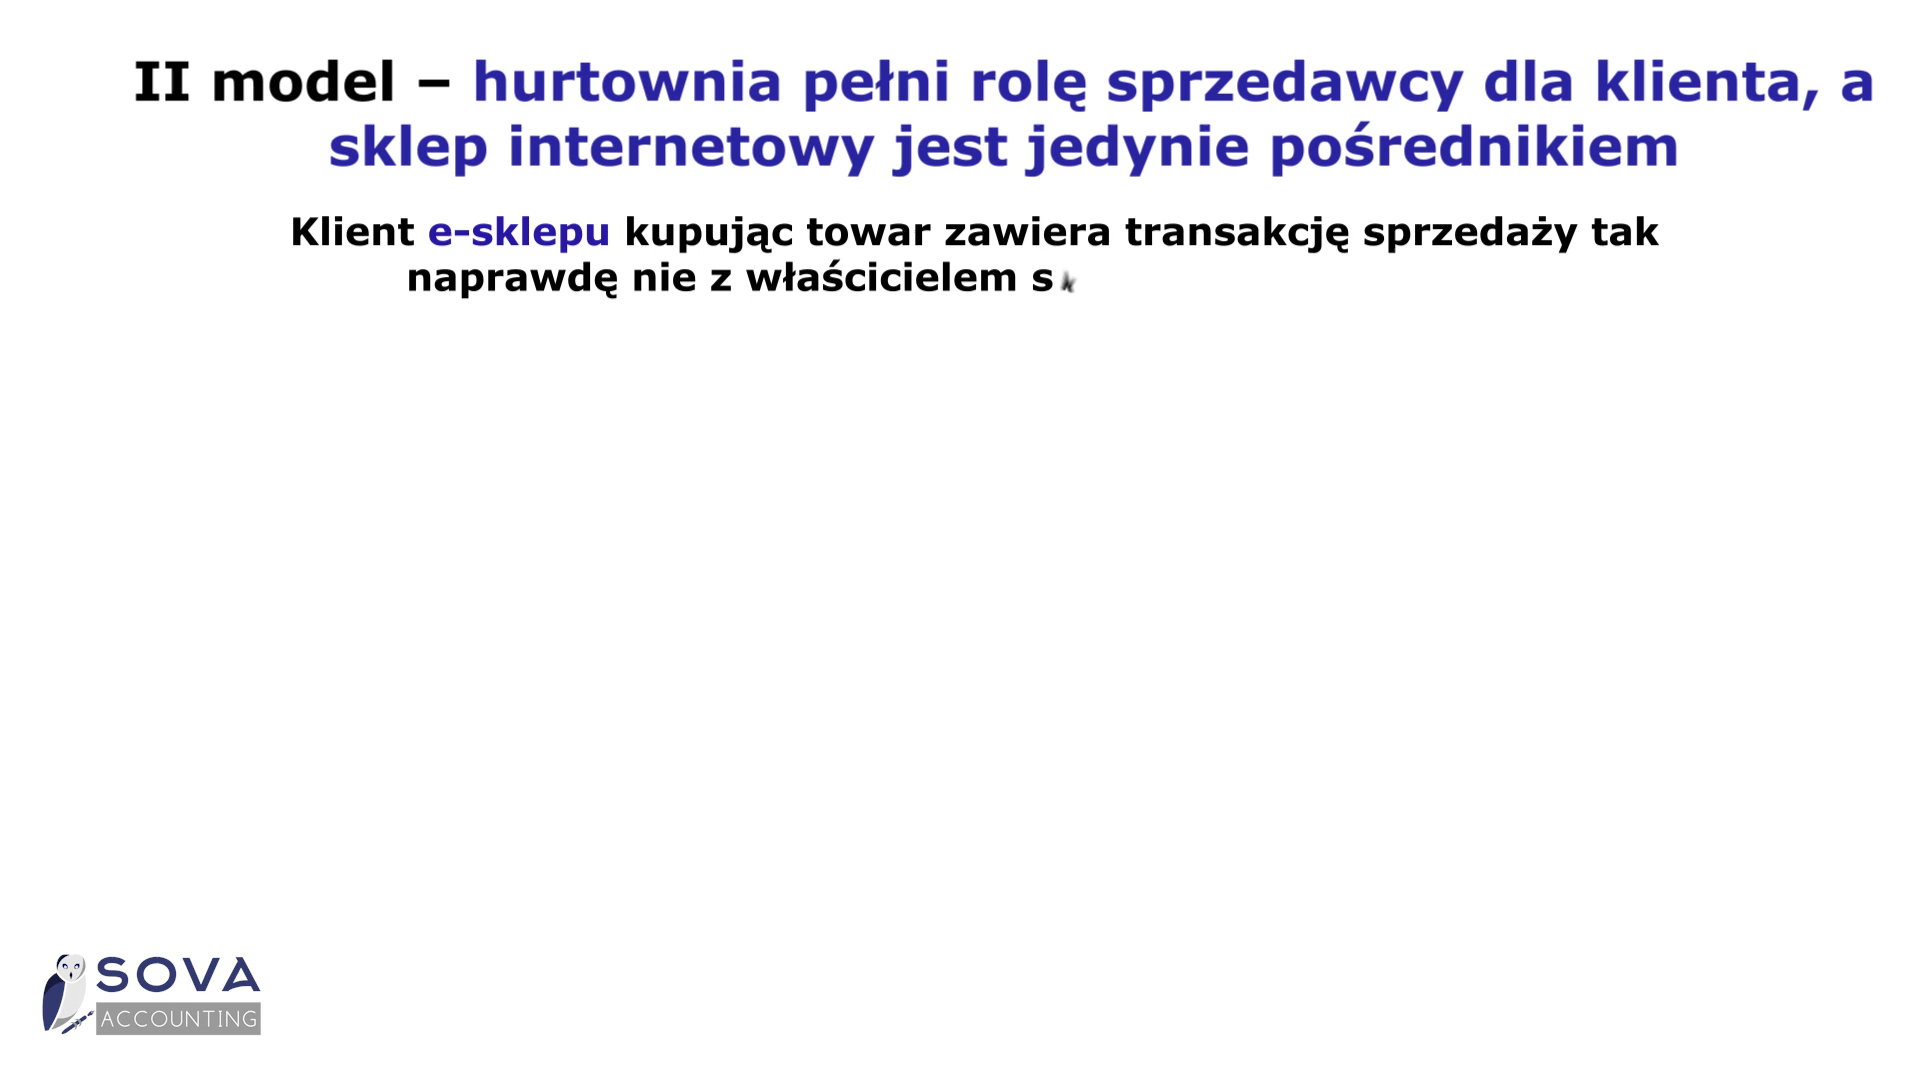 II model – hurtownia pełni rolę sprzedawcy dla klienta, a
sklep internetowy jest jedynie pośrednikiem
Klient e-sklepu kupując towar zawiera transakcję sprzedaży tak
naprawdę nie z właścicielem sk
SOVA
ACCOUNTING